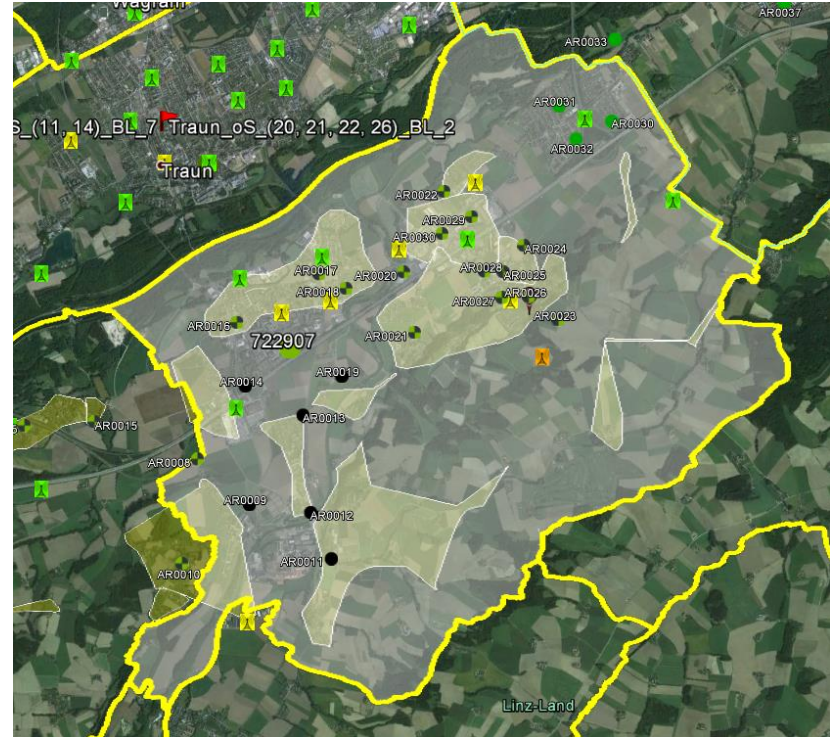 Wagram
AR0037
AR0033
AR0031
AR0030
S_(11, 14)_BL_7
Traun_oS_(20, 21, 22, 26)_BL_2
AR0032
Traun
AR0022
AR0029
AR0030
AR0024
AR0017
AR0020
AR0028
AR0025
AR0018
AR0027
AR0026
AR0016
AR0023
AR0021
722907
AR0019
AR0014
AR0013
AR0015
AR0008
AR0009
AR0012
AR0011
AR0010
Linz-Land